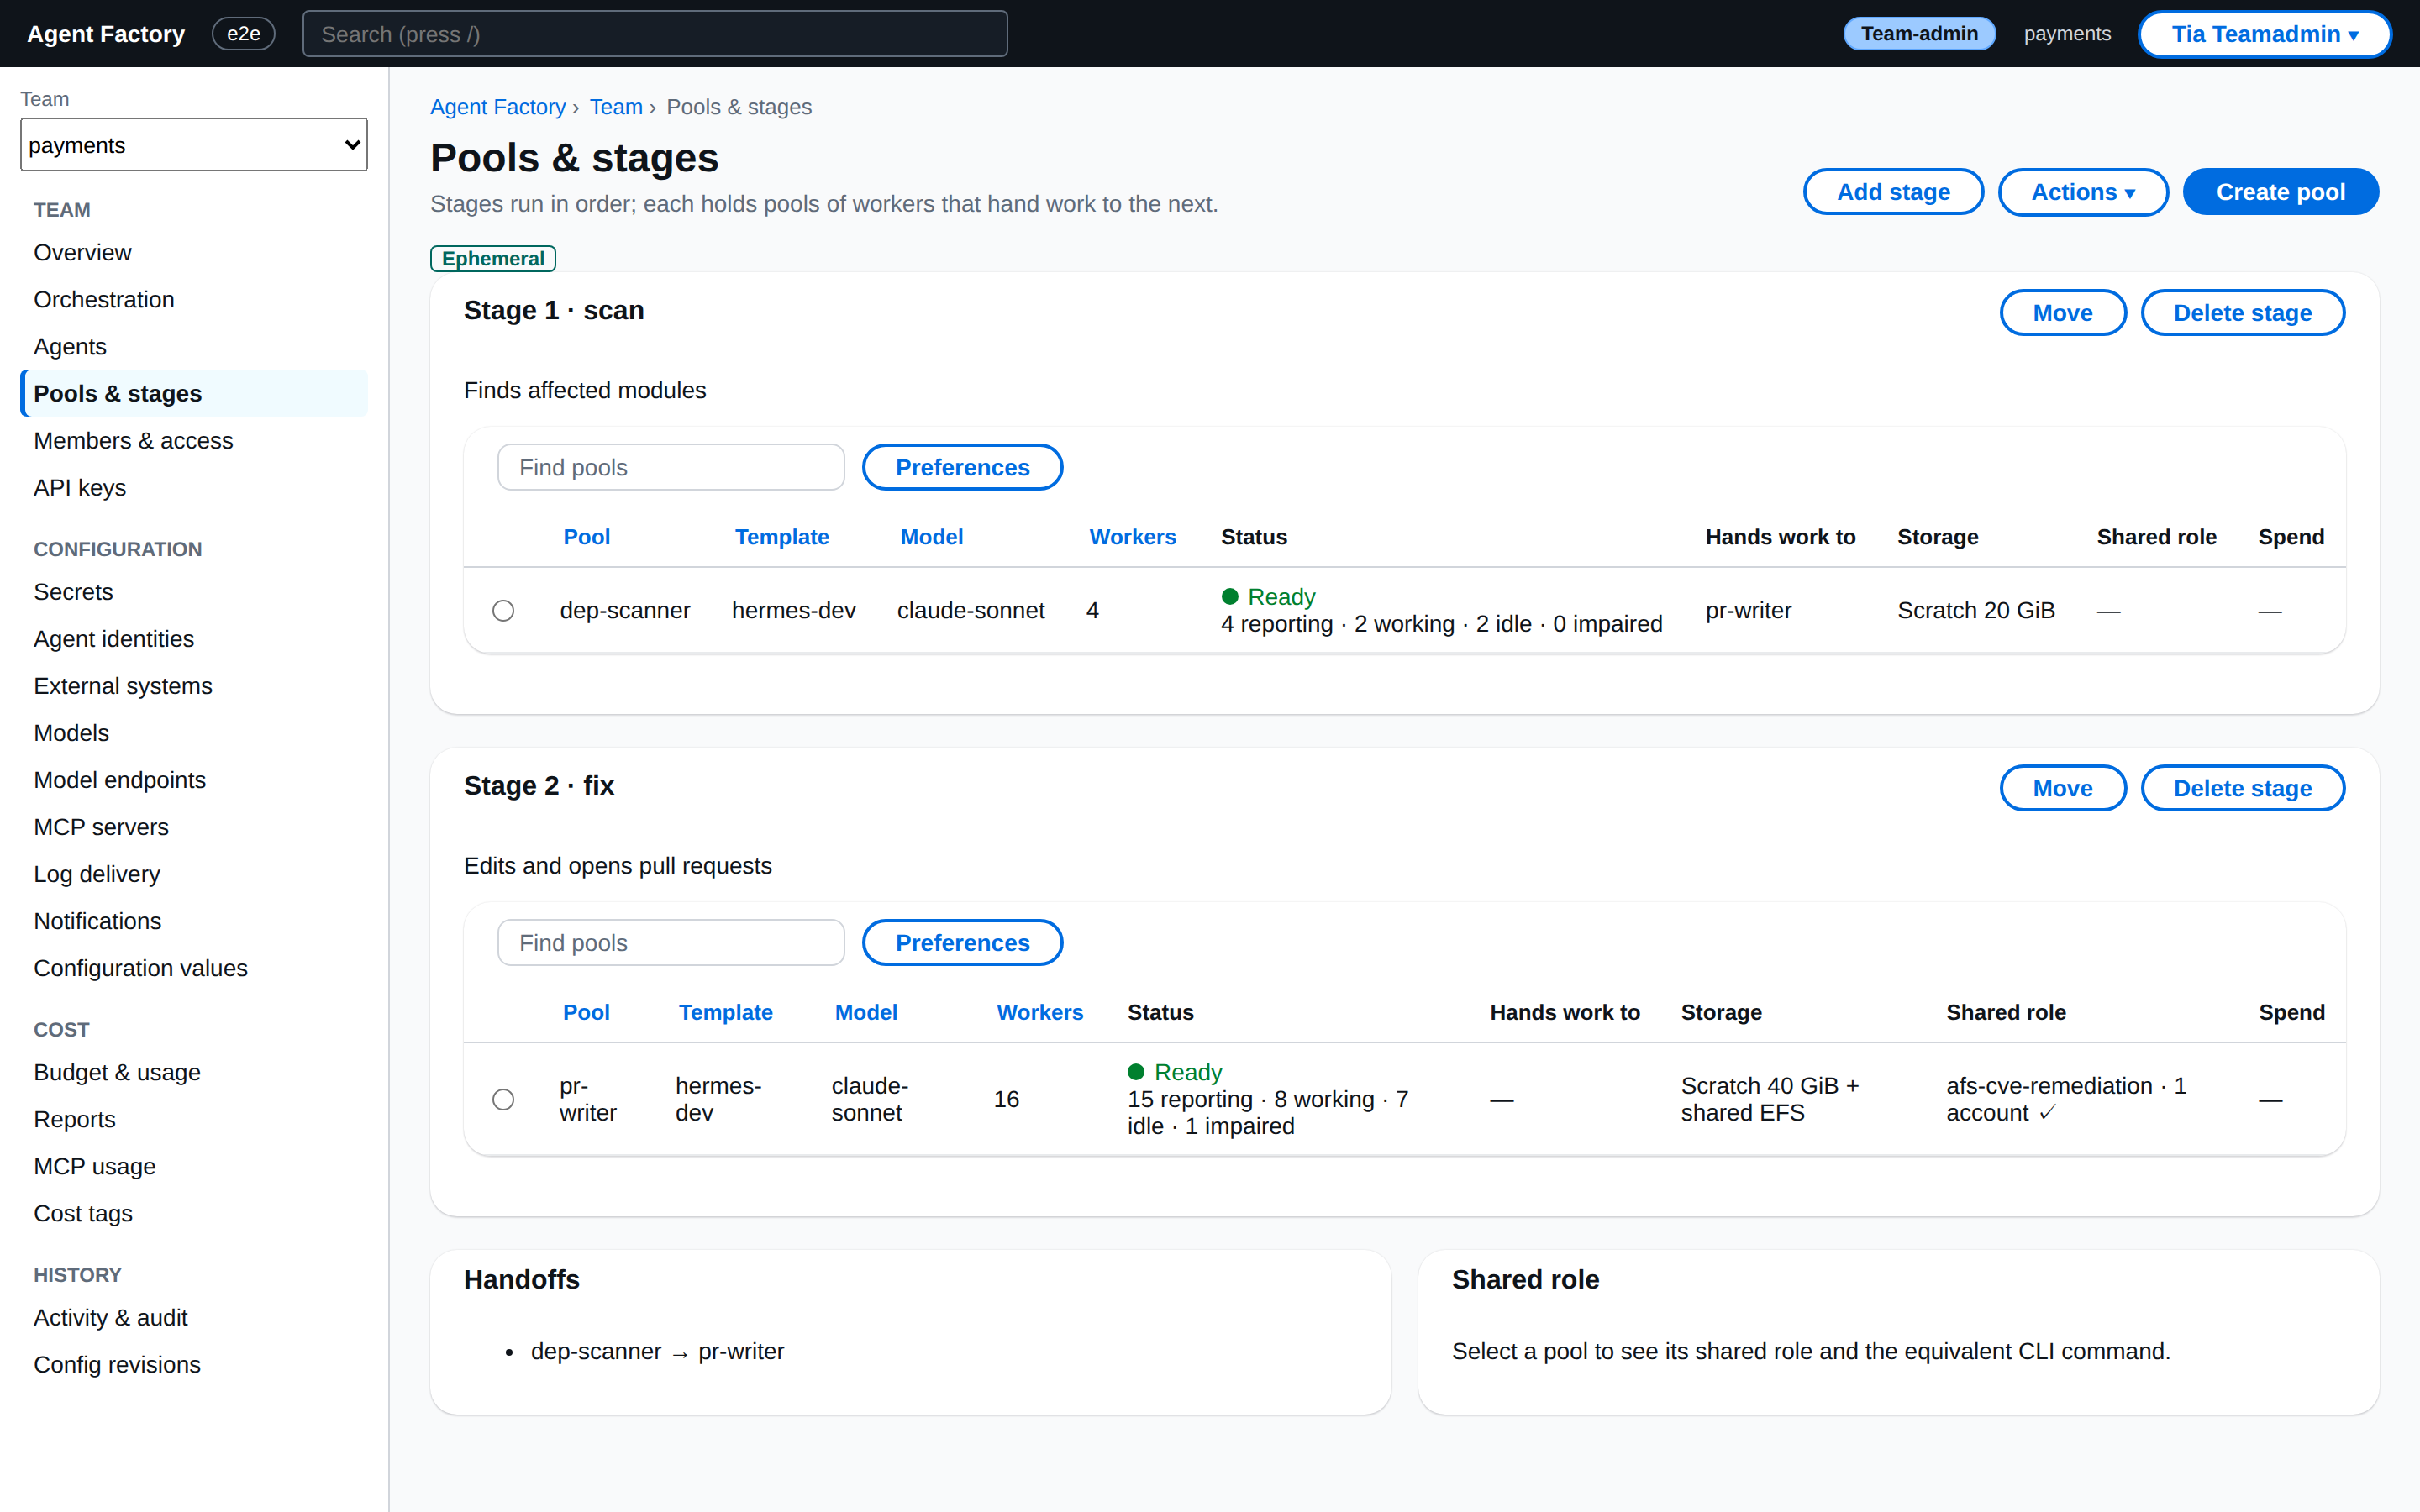 Agent Factory e2e Search (press /) Team-admin payments Tia Teamadmin ▾
Team
payments
TEAM
Overview
Orchestration
Agents
Pools & stages
Members & access
API keys
CONFIGURATION
Secrets
Agent identities
External systems
Models
Model endpoints
MCP servers
Log delivery
Notifications
Configuration values
COST
Budget & usage
Reports
MCP usage
Cost tags
HISTORY
Activity & audit
Config revisions
Agent Factory › Team › Pools & stages
Pools & stages
Stages run in order; each holds pools of workers that hand work to the next.
Add stage Actions ▾ Create pool
Ephemeral
Stage 1 · scan Move Delete stage
Finds affected modules
Find pools Preferences
Pool Template Model Workers Status Hands work to Storage Shared role Spend
dep-scanner hermes-dev claude-sonnet 4 Ready pr-writer Scratch 20 GiB — —
4 reporting · 2 working · 2 idle · 0 impaired
Stage 2 · fix Move Delete stage
Edits and opens pull requests
Find pools Preferences
Pool Template Model Workers Status Hands work to Storage Shared role Spend
Ready
pr- hermes- claude- 16 15 reporting · 8 working · 7 — Scratch 40 GiB + afs-cve-remediation · 1 —
writer dev sonnet idle · 1 impaired shared EFS account ✓
Handoffs
• dep-scanner → pr-writer
Shared role
Select a pool to see its shared role and the equivalent CLI command.